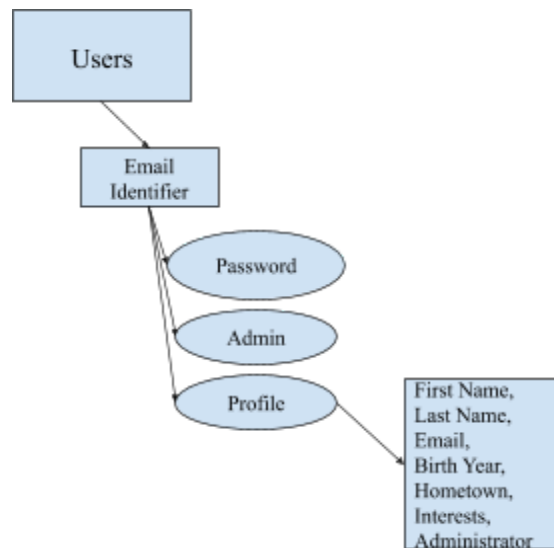 Users
Email
Identifier
Password
Admin
Profile
First Name,
Last Name,
Email,
Birth Year,
Hometown,
Interests,
Administrator